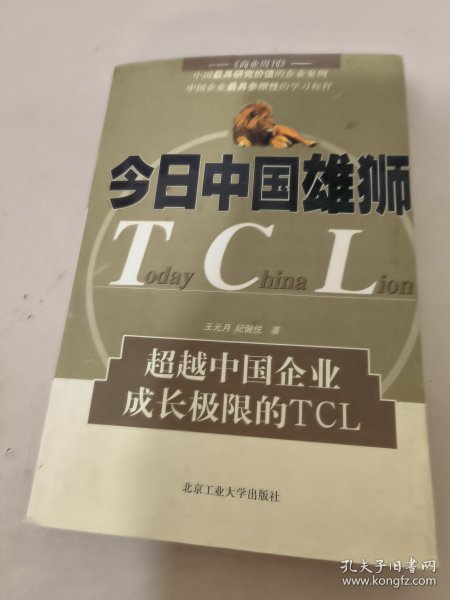 《商业周刊》
中国最具研究价值的企业案例
中国企业最具参照性的学习标杆
今日中国雄狮
Today China Lion
王元月 纪健悦 著
超越中国企业
成长极限的TCL
北京工业大学出版社
孔夫子旧书网
www.kongfz.com